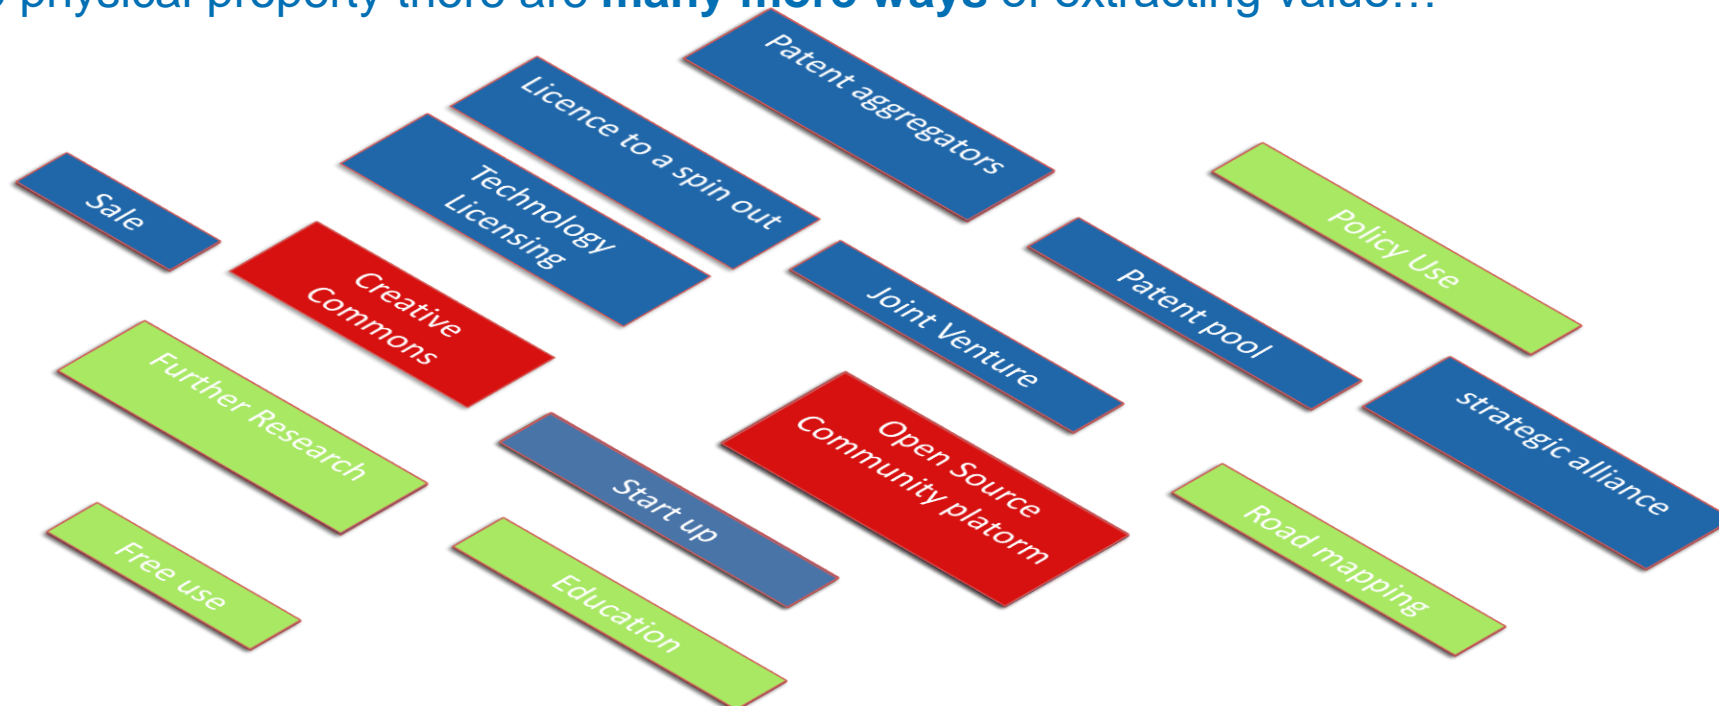 physical property there are many more ways of extracting value...
Patent aggregators
Licence to a spin out
Technology
Licensing
Sale
Policy Use
Creative
Commons
Joint Venture
Patent pool
Further Research
strategic alliance
Open Source
Community platorm
Start up
Road mapping
Free use
Education